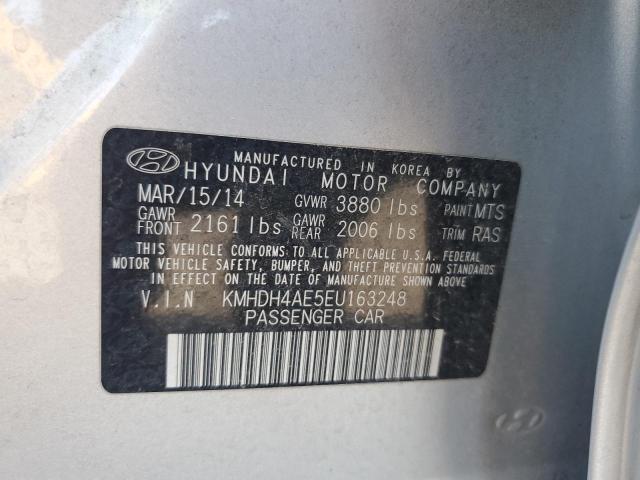 MANUFACTURED IN KOREA BY
HYUNDAI MOTOR COMPANY
MAR/15/14 GVWR 3880 lbs PAINT MTS
GAWR FRONT 2161 lbs GAWR REAR 2006 lbs TRIM RAS
THIS VEHICLE CONFORMS TO ALL APPLICABLE U.S.A. FEDERAL
MOTOR VEHICLE SAFETY, BUMPER, AND THEFT PREVENTION STANDARDS
IN EFFECT ON THE DATE OF MANUFACTURE SHOWN ABOVE.
V.I.N KMHDH4AE5EU163248
PASSENGER CAR